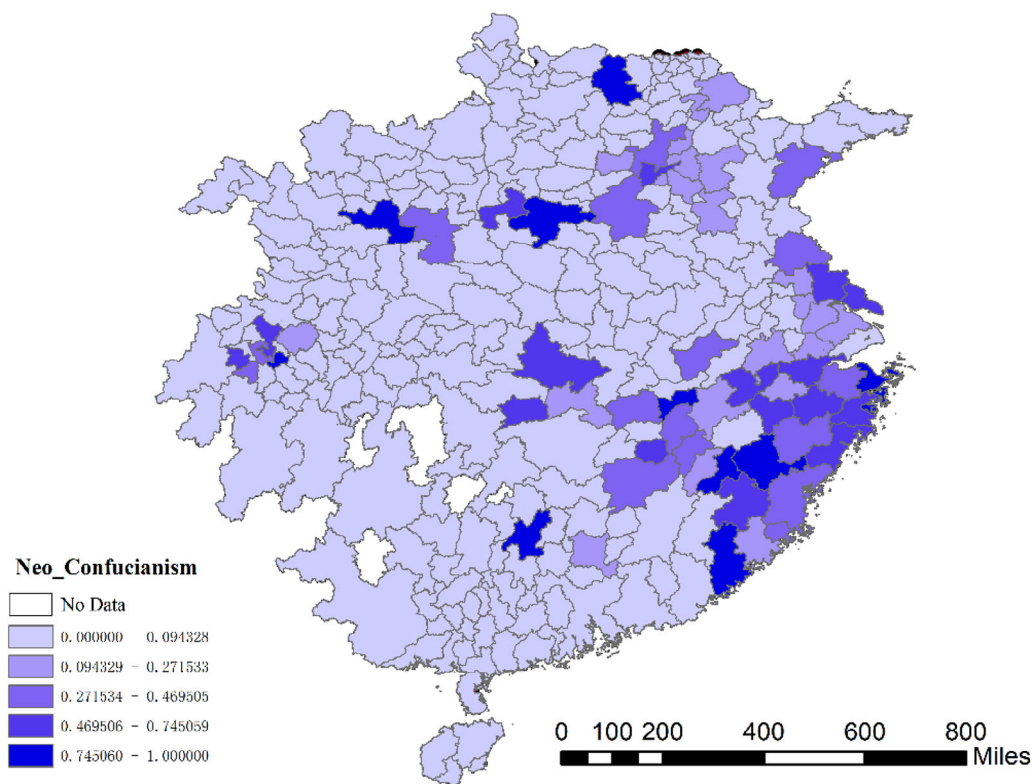 Neo_Confucianism
No Data
0.000000 0.094328
0.094329 - 0.271533
0.271534 - 0.469505
0.469506 - 0.745059
0.745060 - 1.000000
0 100 200 400 600 800
Miles